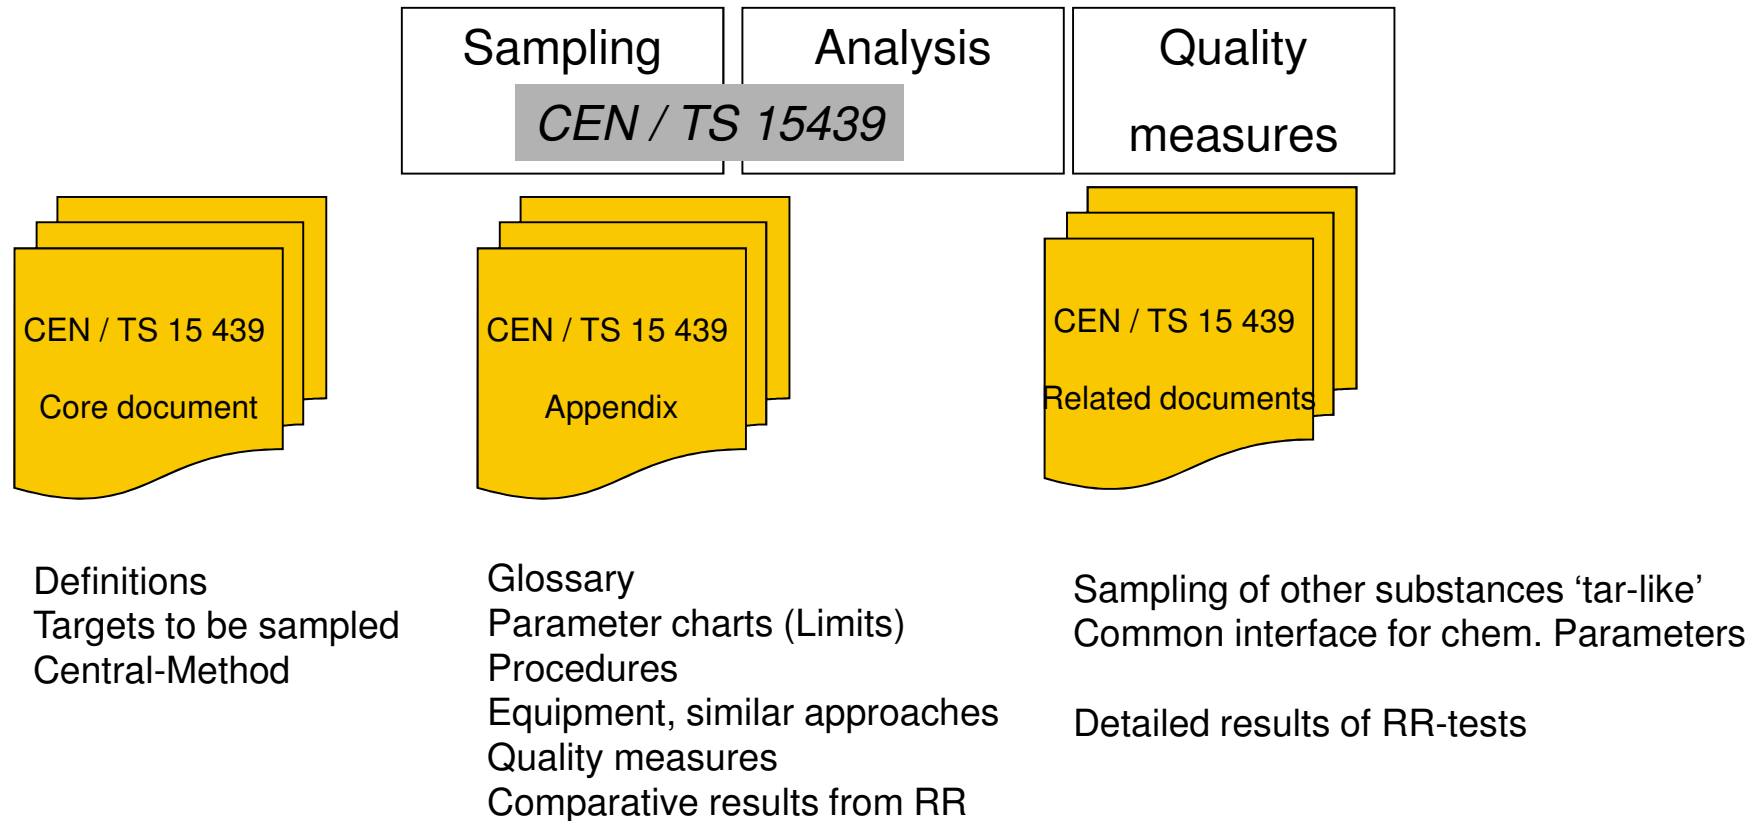 Sampling
Analysis
Quality
measures
CEN / TS 15439
CEN / TS 15 439
Core document
CEN / TS 15 439
Appendix
CEN / TS 15 439
Related documents
Definitions
Targets to be sampled
Central-Method
Glossary
Parameter charts (Limits)
Procedures
Equipment, similar approaches
Quality measures
Comparative results from RR
Sampling of other substances ‘tar-like’
Common interface for chem. Parameters
Detailed results of RR-tests